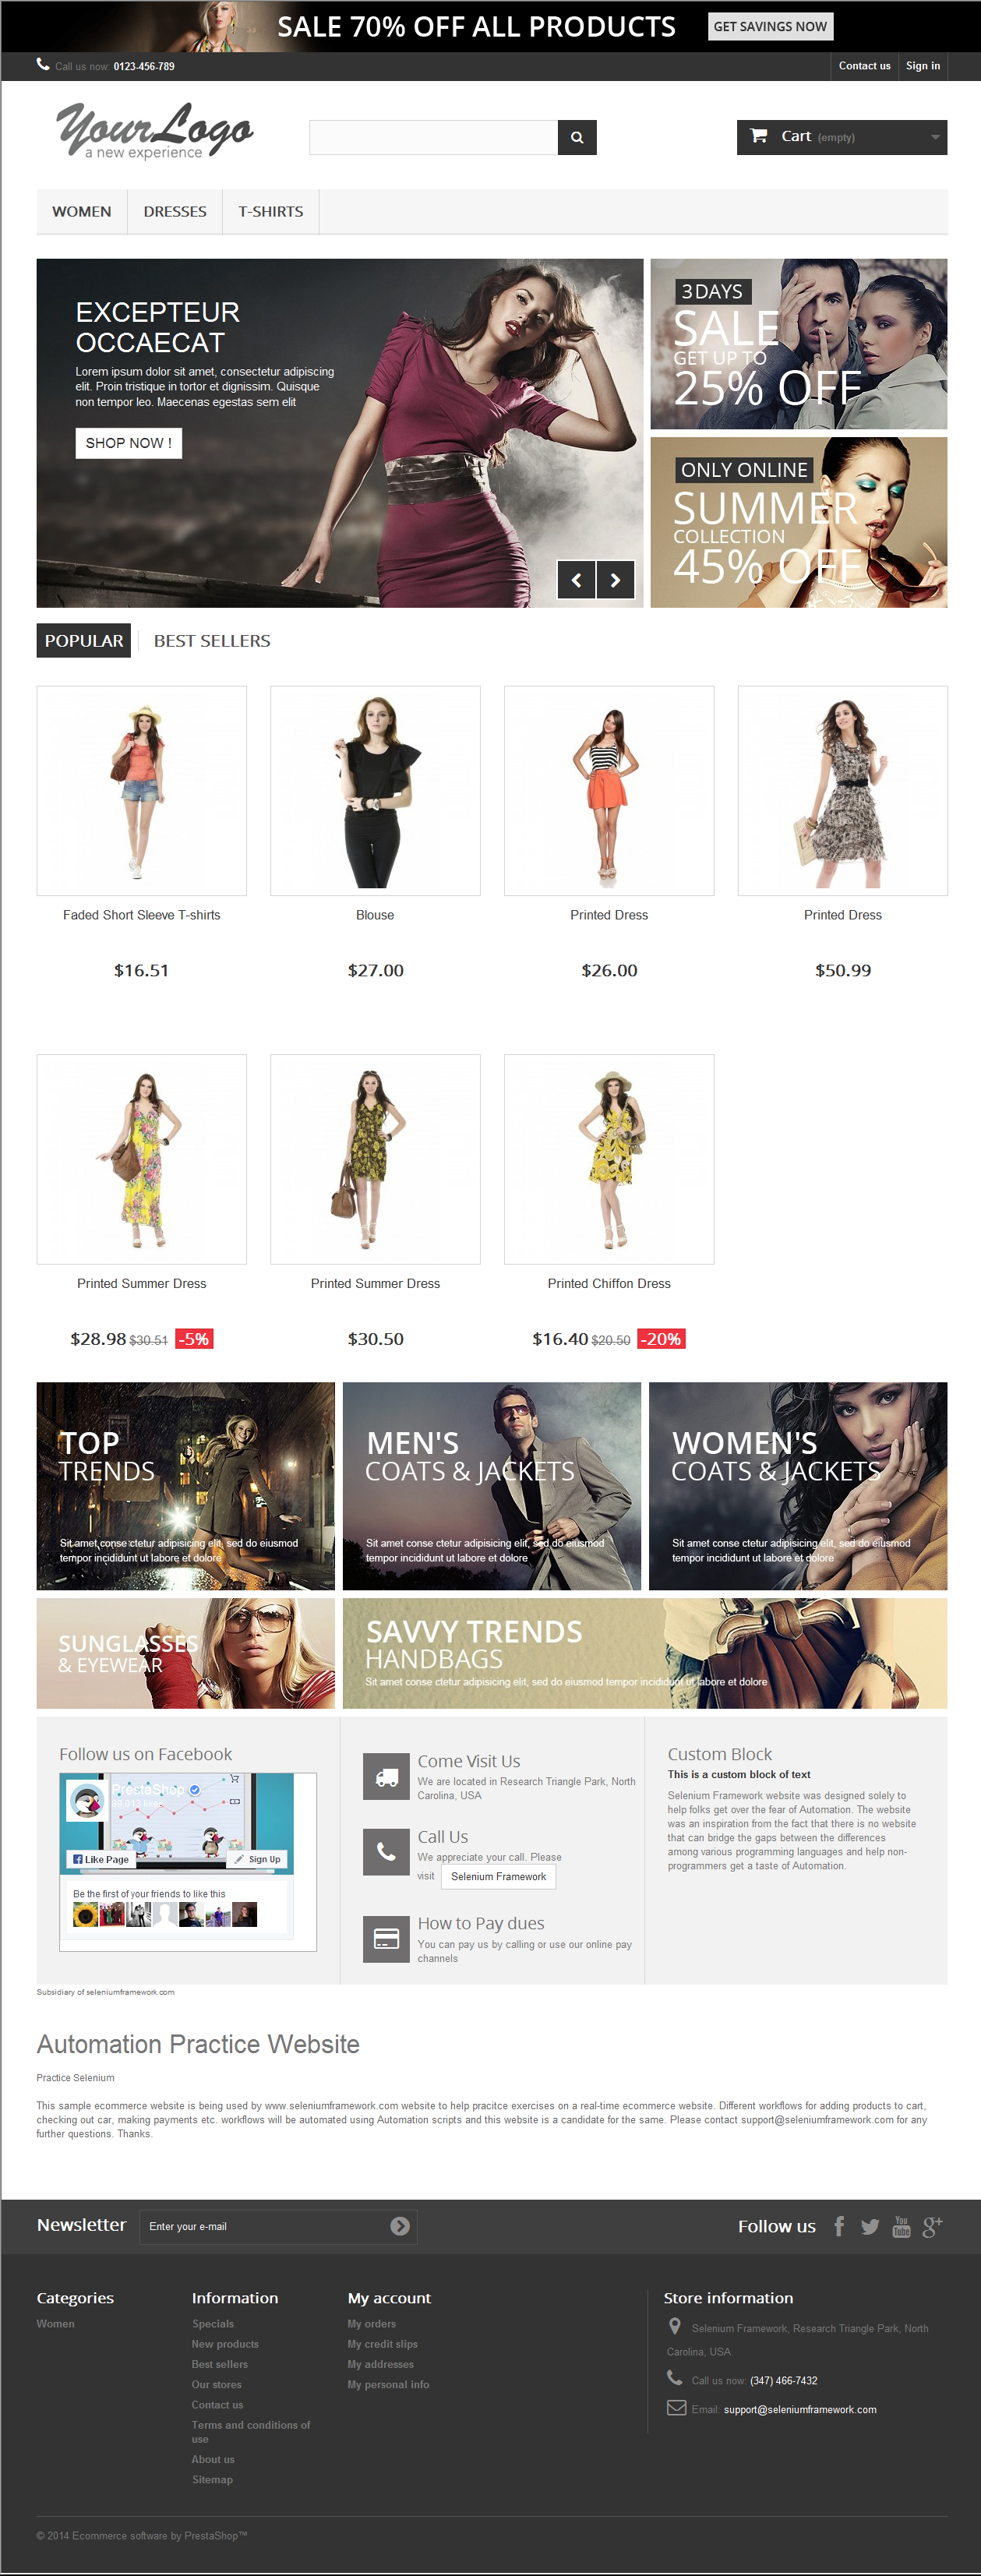 SALE 70% OFF ALL PRODUCTS GET SAVINGS NOW
Call us now: 0123-456-789 Contact us Sign in
YourLogo
a new experience
Cart (empty)
WOMEN DRESSES T-SHIRTS
EXCEPTEUR
OCCAECAT
Lorem ipsum dolor sit amet, consectetur adipiscing
elit. Proin tristique in tortor et dignissim. Quisque
non tempor leo. Maecenas egestas sem elit
SHOP NOW !
3DAYS
SALE
GET UP TO
25% OFF
ONLY ONLINE
SUMMER
COLLECTION
45% OFF
POPULAR BEST SELLERS
Faded Short Sleeve T-shirts Blouse Printed Dress Printed Dress
$16.51 $27.00 $26.00 $50.99
Printed Summer Dress Printed Summer Dress Printed Chiffon Dress
$28.98 $30.51 -5% $30.50 $16.40 $20.50 -20%
TOP
TRENDS
Sit amet conse ctetur adipisicing elit, sed do eiusmod
tempor incididunt ut labore et dolore
MEN'S
COATS & JACKETS
Sit amet conse ctetur adipisicing elit, sed do eiusmod
tempor incididunt ut labore et dolore
WOMEN'S
COATS & JACKETS
Sit amet conse ctetur adipisicing elit, sed do eiusmod
tempor incididunt ut labore et dolore
SUNGLASSES
& EYEWEAR
SAVVY TRENDS
HANDBAGS
Sit amet conse ctetur adipisicing elit, sed do eiusmod tempor incididunt ut labore et dolore
Follow us on Facebook
PrestaShop
likes
Like Page Sign Up
Be the first of your friends to like this
Come Visit Us
We are located in Research Triangle Park, North
Carolina, USA
Call Us
We appreciate your call. Please
visit Selenium Framework
How to Pay dues
You can pay us by calling or use our online pay
channels
Custom Block
This is a custom block of text
Selenium Framework website was designed solely to
help folks get over the fear of Automation. The website
was an inspiration from the fact that there is no website
that can bridge the gaps between the differences
among various programming languages and help non-
programmers get a taste of Automation.
Subsidiary of seleniumframework.com
Automation Practice Website
Practice Selenium
This sample ecommerce website is being used by www.seleniumframework.com website to help pracitce exercises on a real-time ecommerce website. Different workflows for adding products to cart,
checking out car, making payments etc. workflows will be automated using Automation scripts and this website is a candidate for the same. Please contact support@seleniumframework.com for any
further questions. Thanks.
Newsletter Enter your e-mail Follow us You Tube g+
Categories
Women
Information
Specials
New products
Best sellers
Our stores
Contact us
Terms and conditions of
use
About us
Sitemap
My account
My orders
My credit slips
My addresses
My personal info
Store information
Selenium Framework, Research Triangle Park, North
Carolina, USA
Call us now: (347) 466-7432
Email: support@seleniumframework.com
© 2014 Ecommerce software by PrestaShop™